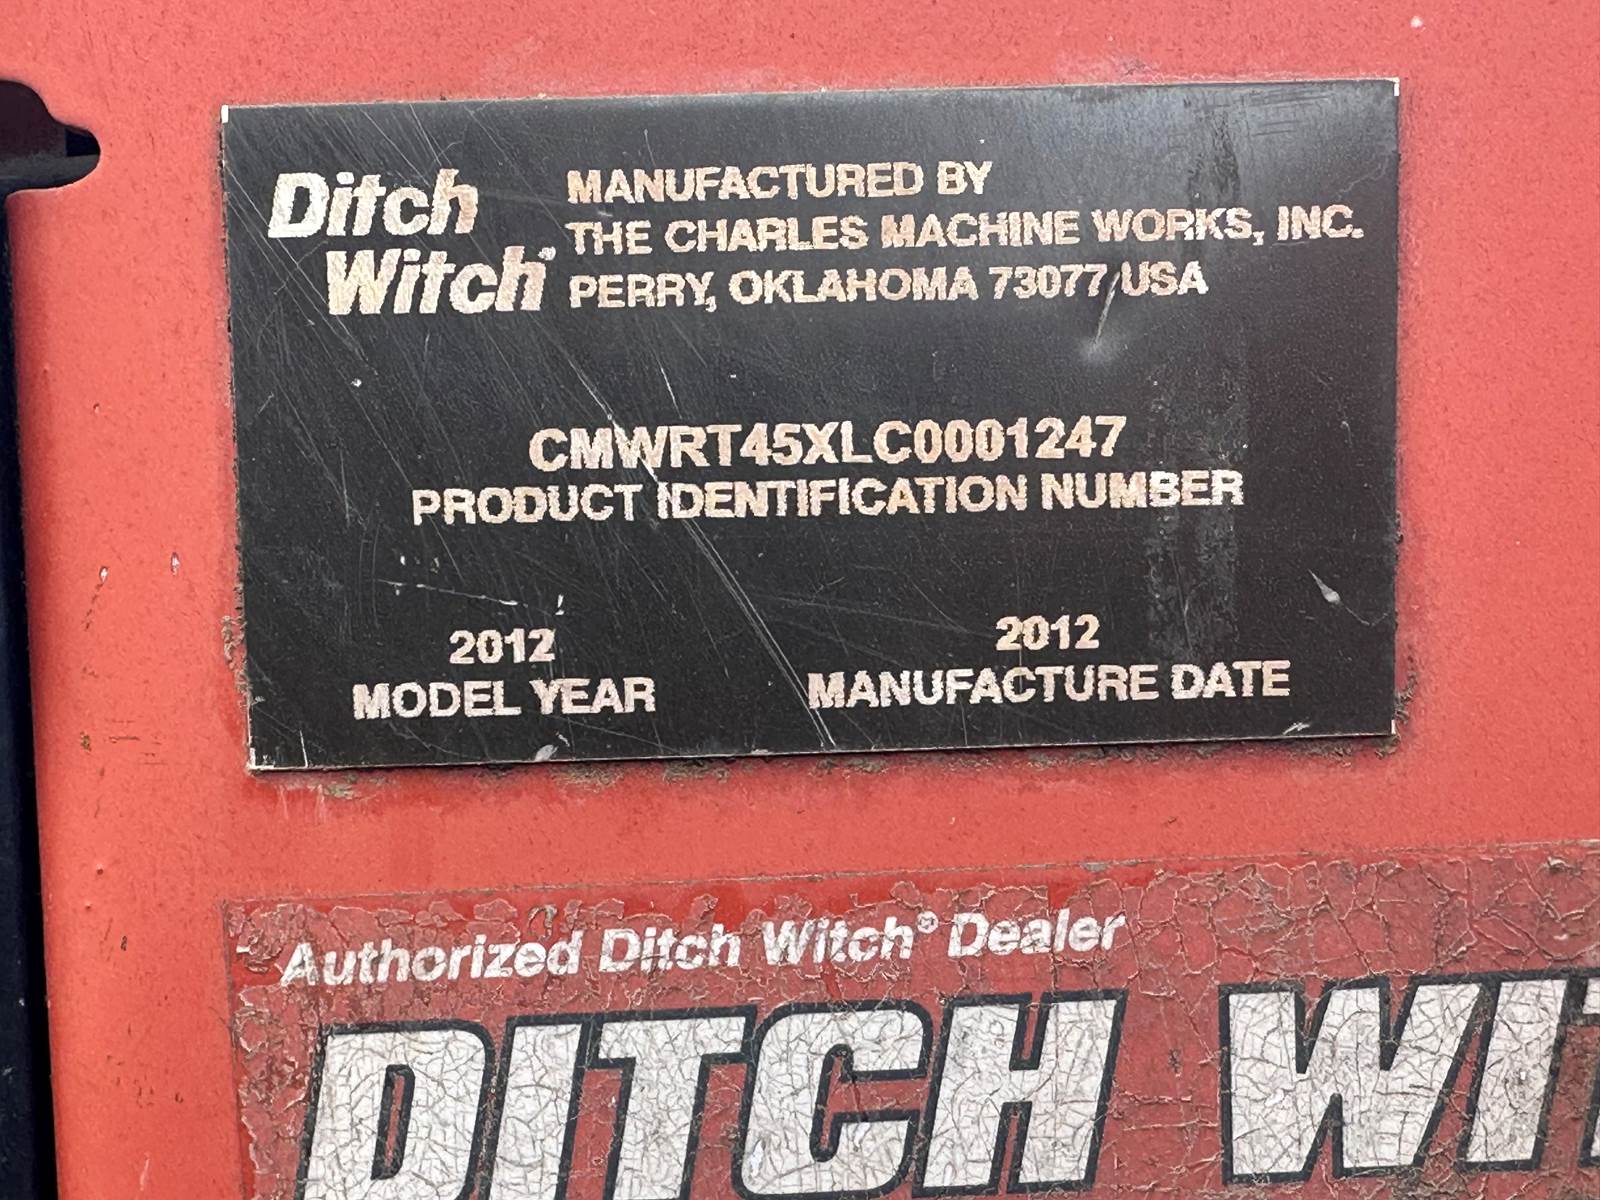 Ditch
Witch®
MANUFACTURED BY
THE CHARLES MACHINE WORKS, INC.
PERRY, OKLAHOMA 73077 USA
CMWRT45XLC0001247
PRODUCT IDENTIFICATION NUMBER
2012
MODEL YEAR
2012
MANUFACTURE DATE
Authorized Ditch Witch® Dealer
DITCH WIT